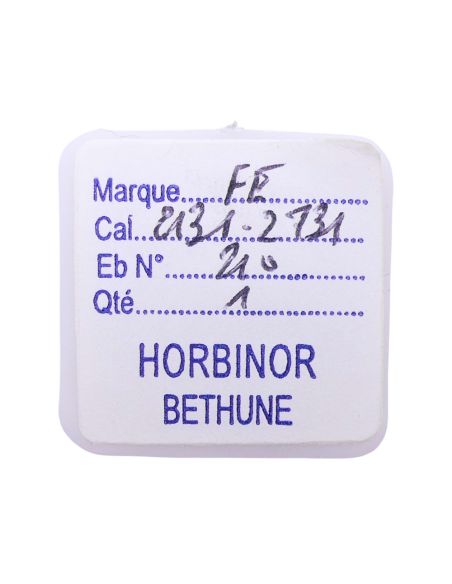 Marque FE
Cal. 2131-2131
Eb N° 210
Qté 1
HORBINOR
BETHUNE